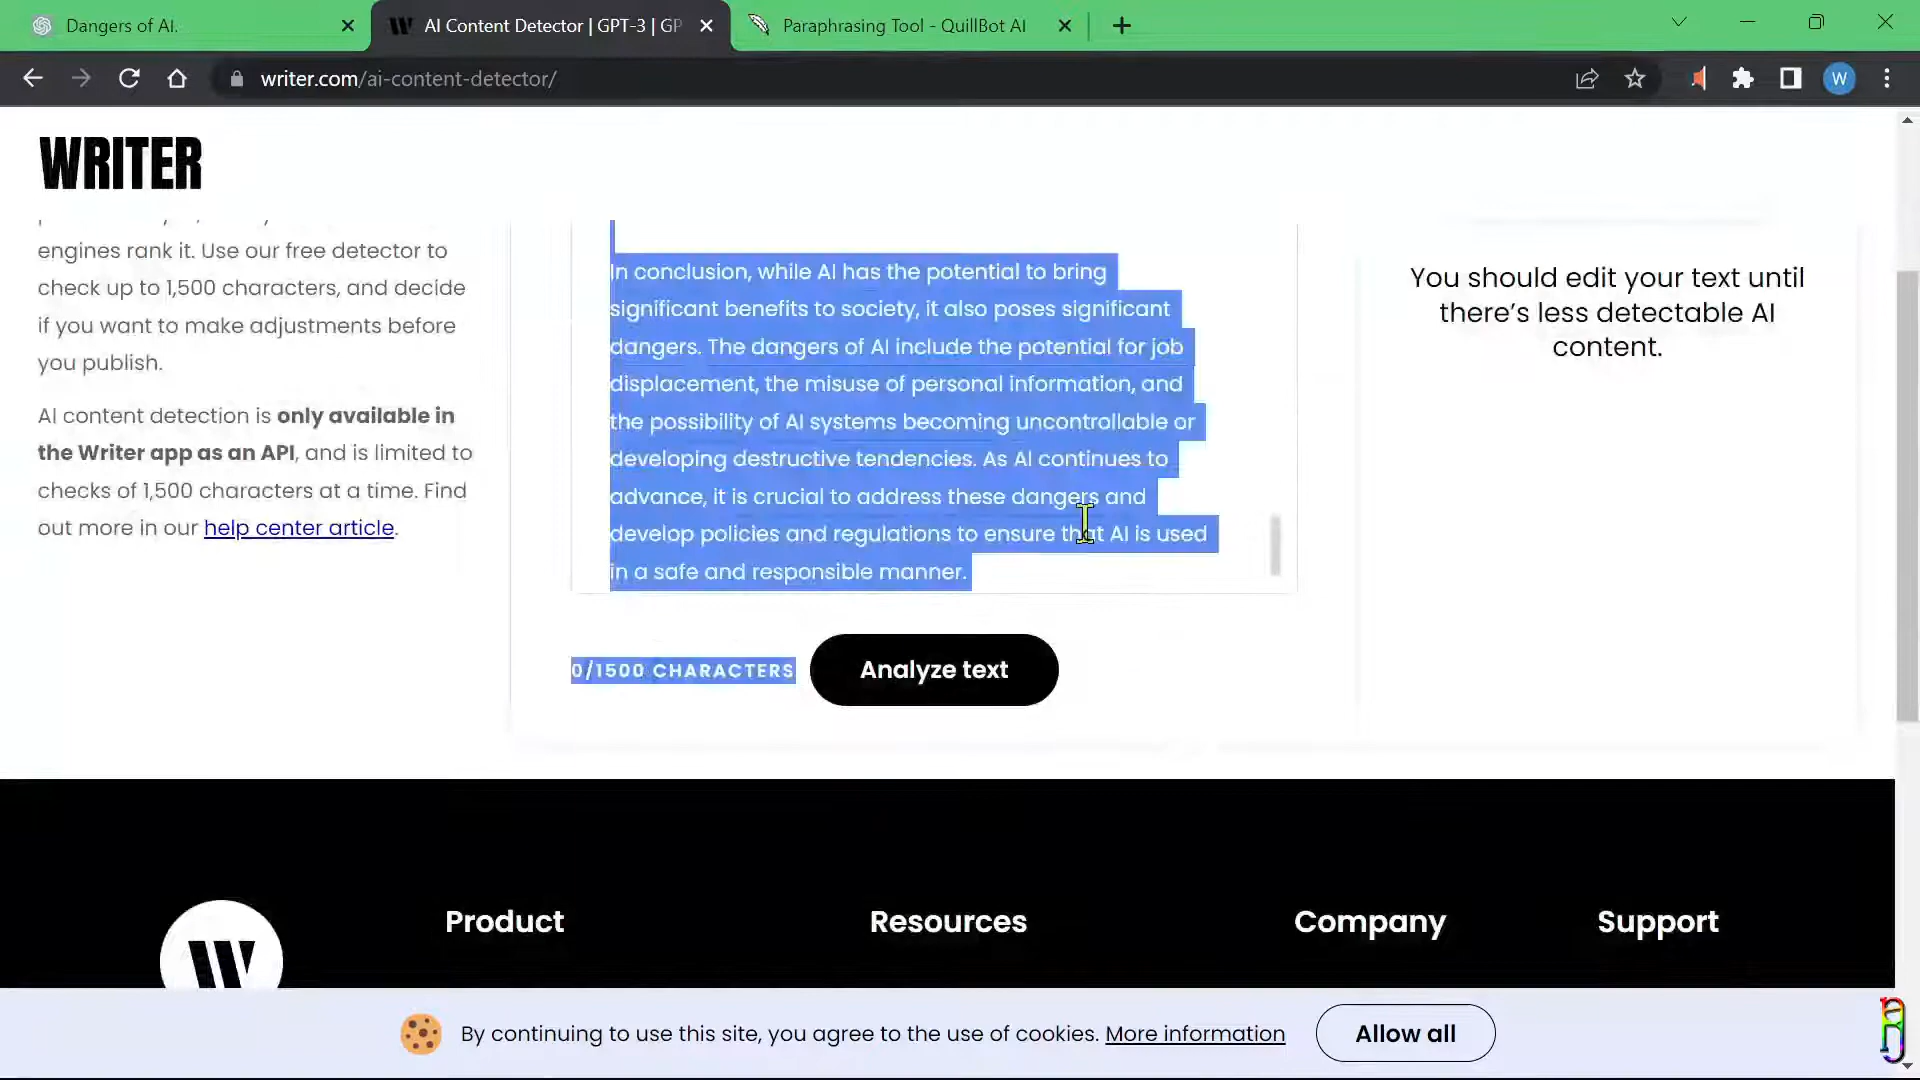 Dangers of AI.
AI Content Detector | GPT-3 | GP
Paraphrasing Tool - QuillBot AI
writer.com/ai-content-detector/
W
WRITER
engines rank it. Use our free detector to
check up to 1,500 characters, and decide
if you want to make adjustments before
you publish.
AI content detection is only available in
the Writer app as an API, and is limited to
checks of 1,500 characters at a time. Find
out more in our help center article.
In conclusion, while AI has the potential to bring
significant benefits to society, it also poses significant
dangers. The dangers of AI include the potential for job
displacement, the misuse of personal information, and
the possibility of AI systems becoming uncontrollable or
developing destructive tendencies. As AI continues to
advance, it is crucial to address these dangers and
develop policies and regulations to ensure that AI is used
in a safe and responsible manner.
0/1500 CHARACTERS
Analyze text
You should edit your text until
there's less detectable AI
content.
Product
Resources
Company
Support
By continuing to use this site, you agree to the use of cookies. More information
Allow all